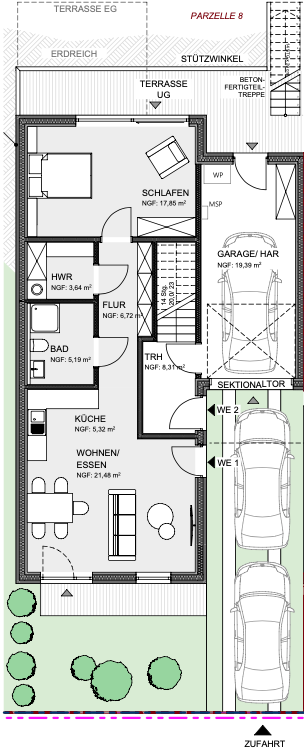 TERRASSE EG
PARZELLE 8
ERDREICH
STÜTZWINKEL
TERRASSE
UG
BETON-
FERTIGTEIL-
TREPPE
WP
MSP
SCHLAFEN
NGF: 17,85 m²
GARAGE/ HAR
NGF: 19,39 m²
HWR
NGF: 3,64 m²
FLUR
NGF: 6,72 m²
14 Stg.
20,0/ 23
BAD
NGF: 5,19 m²
TRH
NGF: 8,31 m²
SEKTIONALTOR
WE 2
KÜCHE
NGF: 5,32 m²
WOHNEN/
ESSEN
NGF: 21,48 m²
WE 1
ZUFAHRT